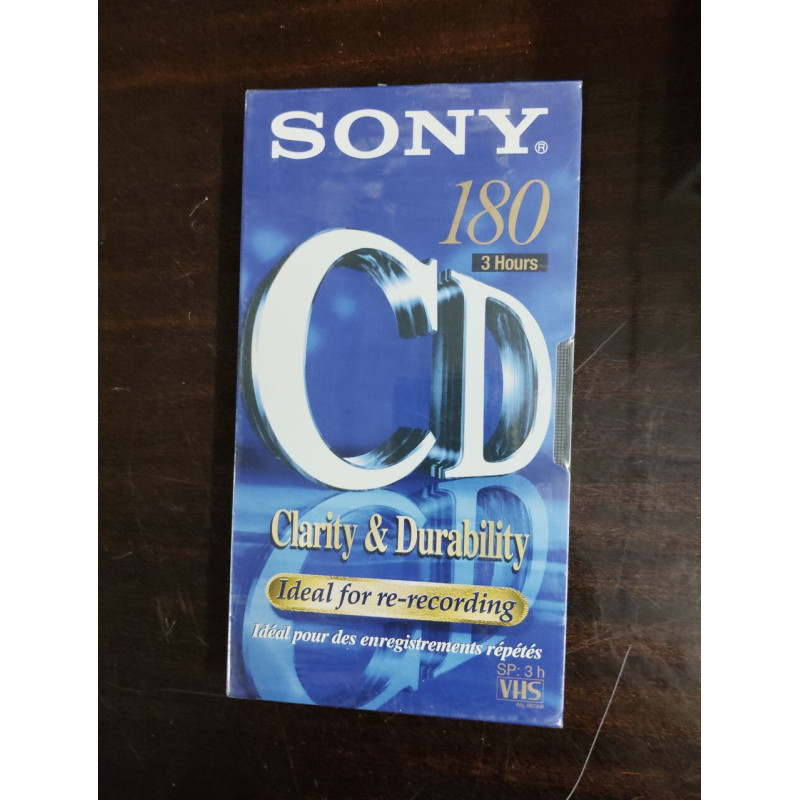 SONY®
180
3 Hours
CD
Clarity & Durability
Ideal for re-recording
Idéal pour des enregistrements répétés
SP: 3 h
VHS